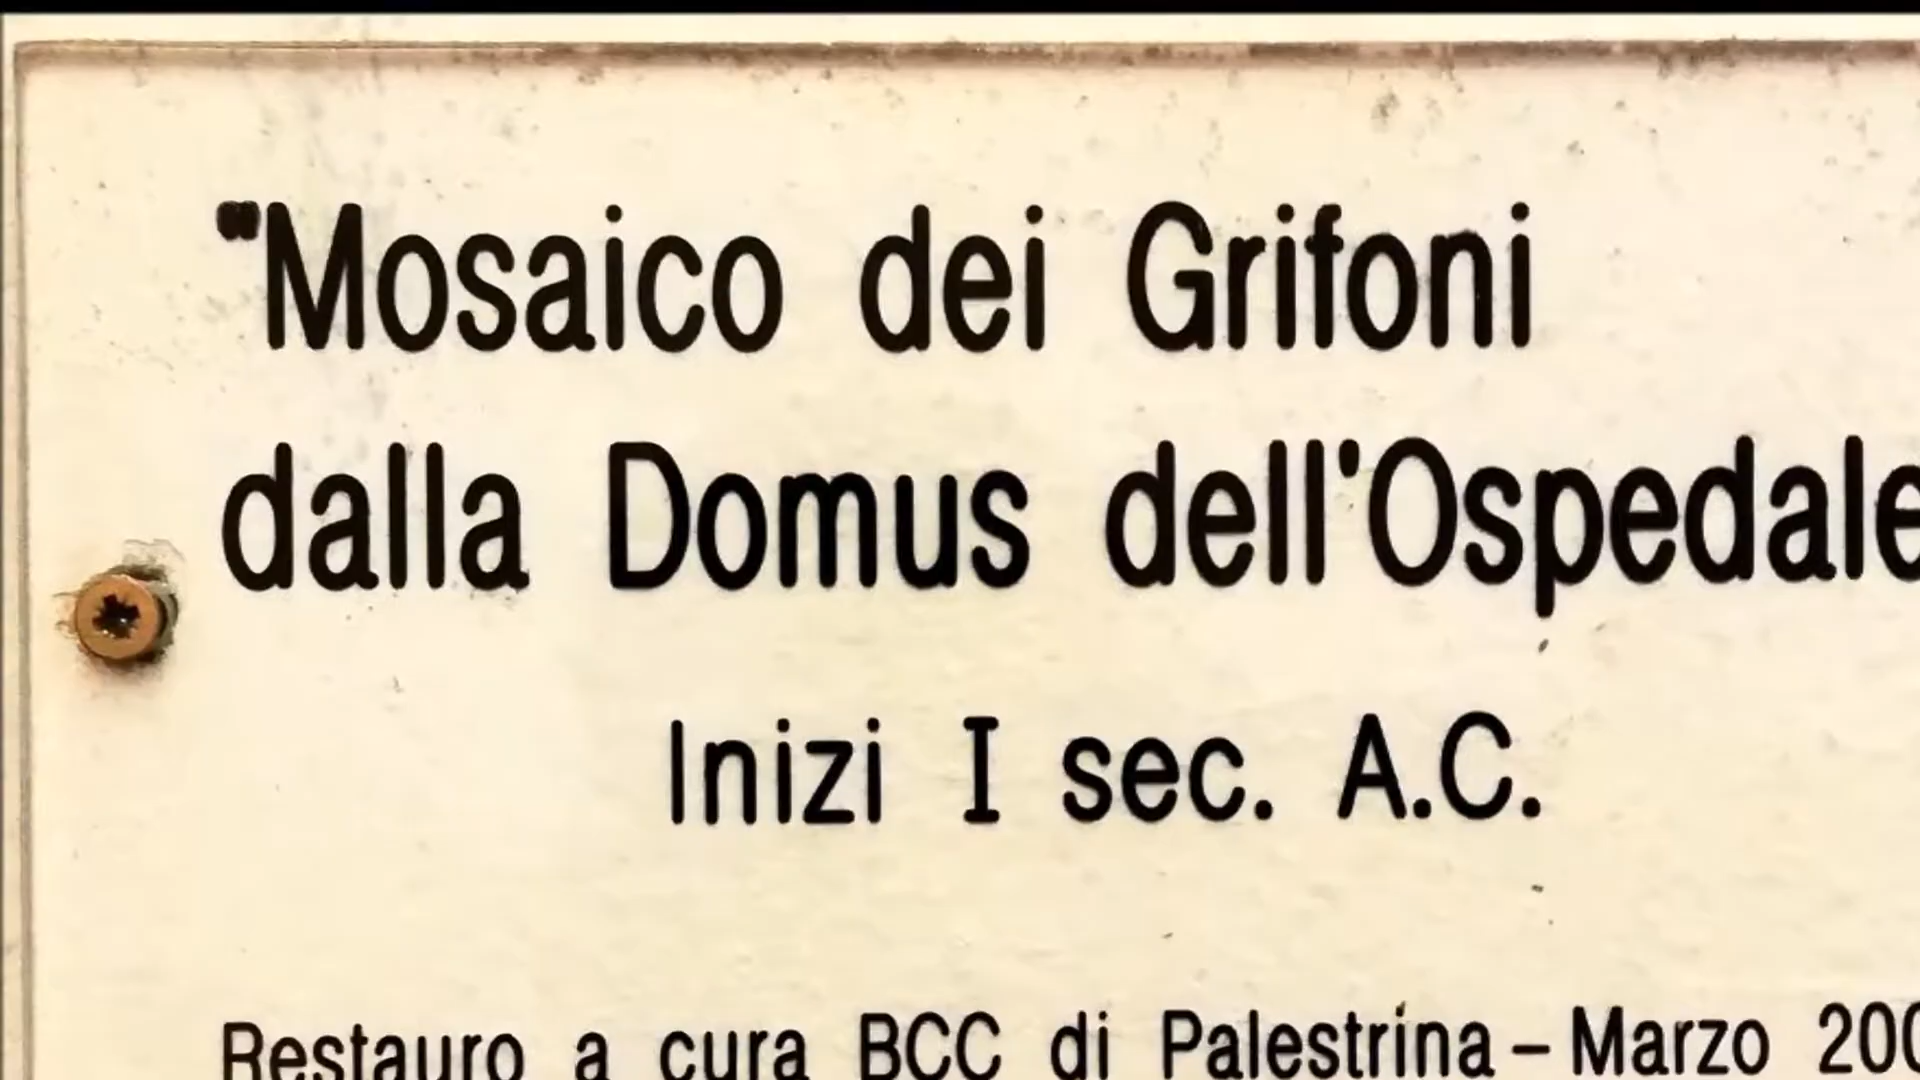 "Mosaico dei Grifoni
dalla Domus dell'Ospedale
Inizi I sec. A.C.
Restauro a cura BCC di Palestrina – Marzo